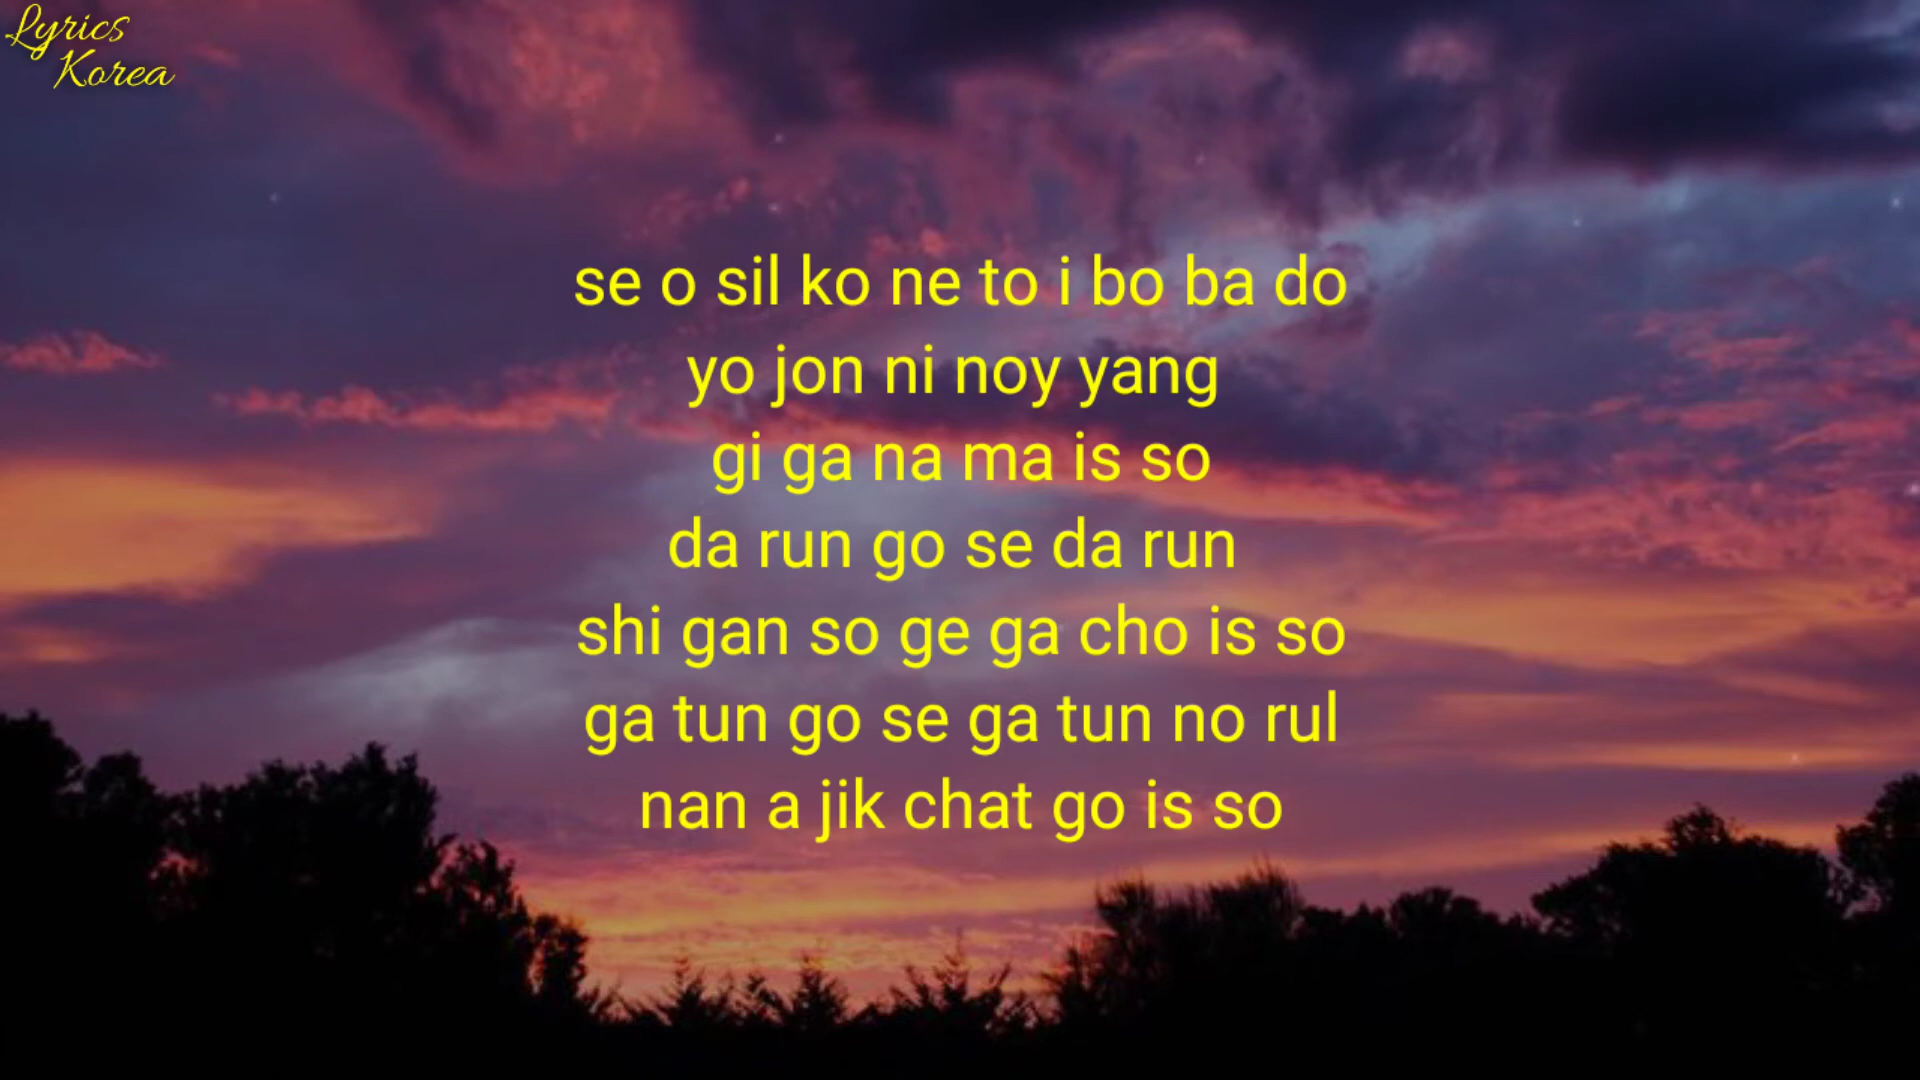 Lyrics
Korea
se o sil ko ne to i bo ba do
yo jon ni noy yang
gi ga na ma is so
da run go se da run
shi gan so ge ga cho is so
ga tun go se ga tun no rul
nan a jik chat go is so